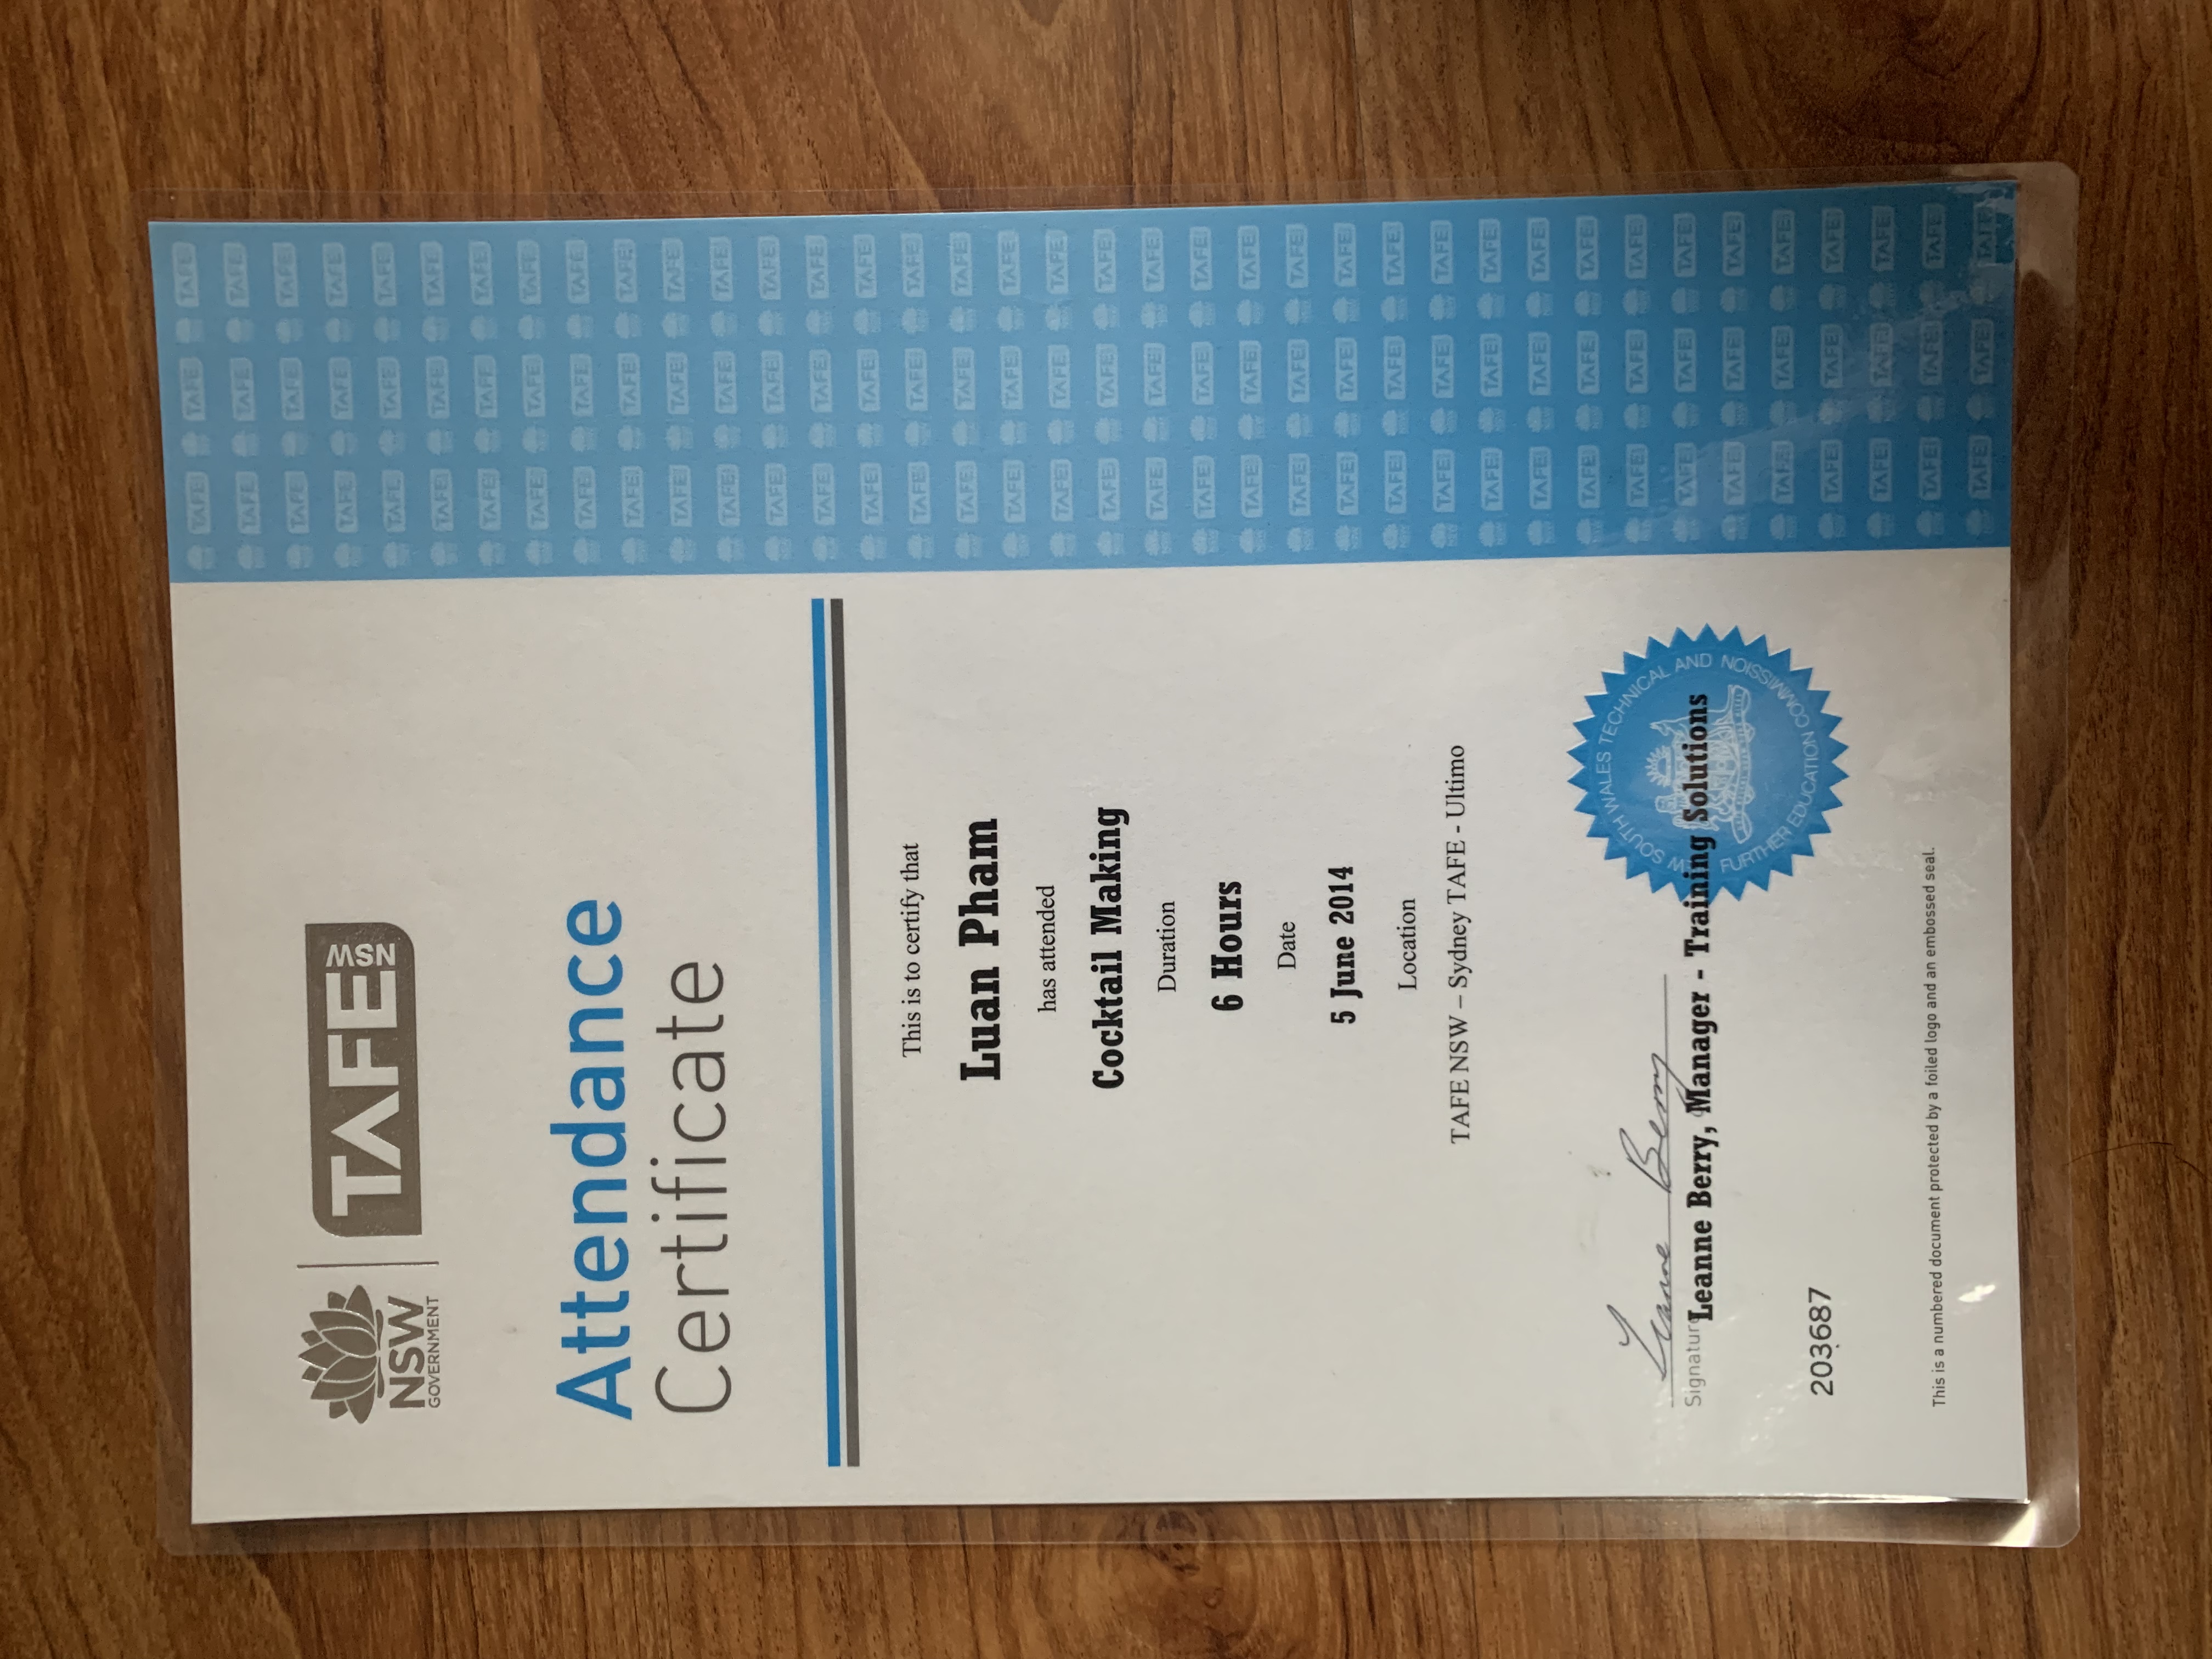 NSW
GOVERNMENT
TAFE NSW
Attendance
Certificate
This is to certify that
Luan Pham
has attended
Cocktail Making
Duration
6 Hours
Date
5 June 2014
Location
TAFE NSW – Sydney TAFE - Ultimo
Leanne Berry
Signature
Leanne Berry, Manager - Training Solutions
SOUTH WALES TECHNICAL AND
FURTHER EDUCATION COMMISSION
203687
This is a numbered document protected by a foiled logo and an embossed seal.